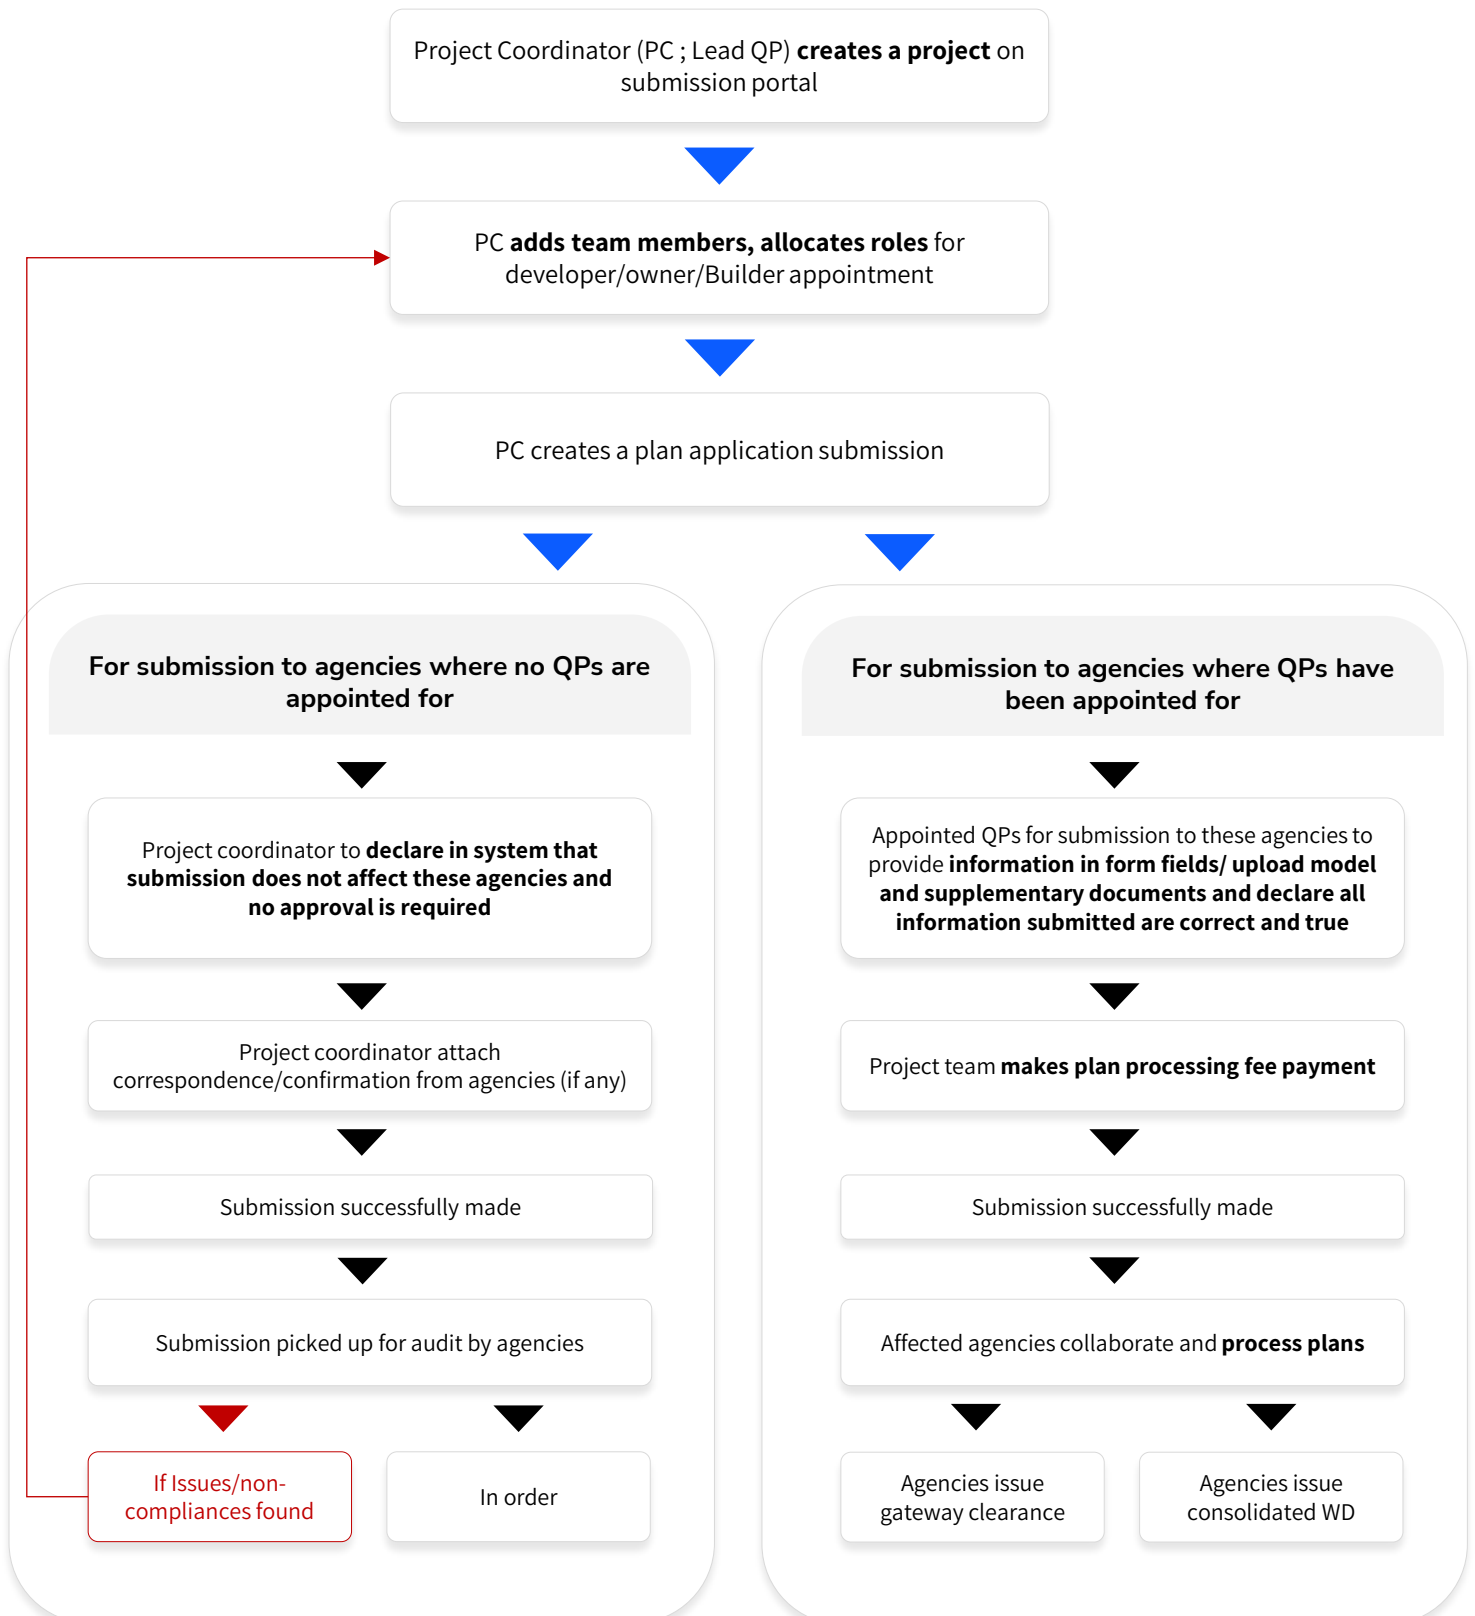 Project Coordinator (PC ; Lead QP) creates a project on
submission portal
PC adds team members, allocates roles for
developer/owner/Builder appointment
PC creates a plan application submission
For submission to agencies where no QPs are
appointed for
Project coordinator to declare in system that
submission does not affect these agencies and
no approval is required
Project coordinator attach
correspondence/confirmation from agencies (if any)
Submission successfully made
Submission picked up for audit by agencies
If Issues/non-
compliances found
In order
For submission to agencies where QPs have
been appointed for
Appointed QPs for submission to these agencies to
provide information in form fields/ upload model
and supplementary documents and declare all
information submitted are correct and true
Project team makes plan processing fee payment
Submission successfully made
Affected agencies collaborate and process plans
Agencies issue
gateway clearance
Agencies issue
consolidated WD